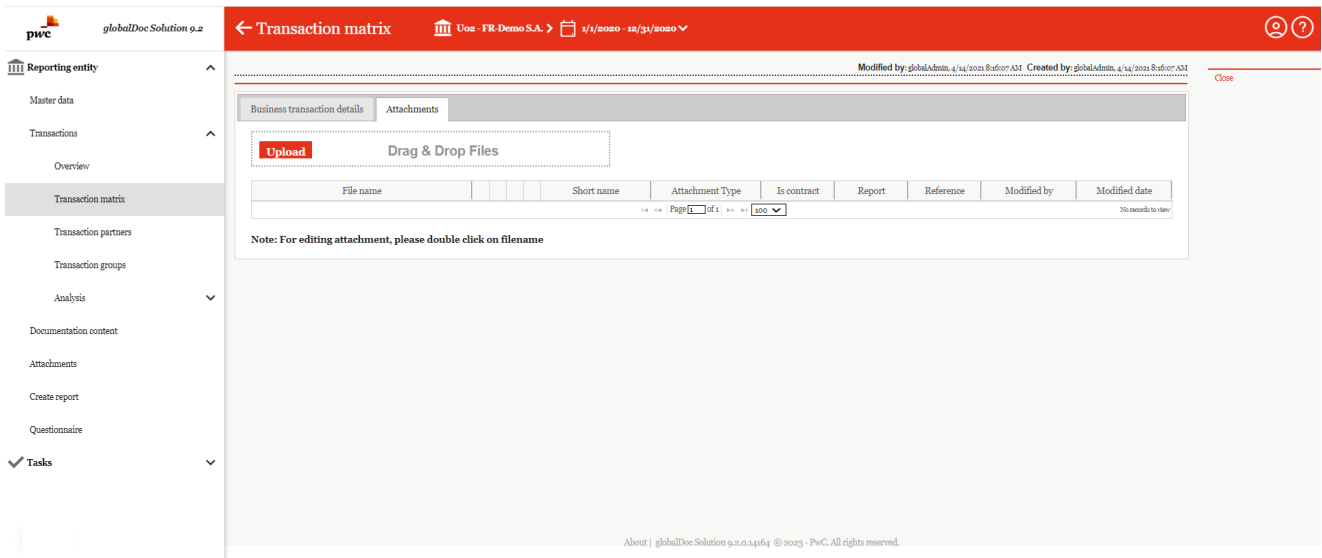 pwc globalDoc Solution 9.2
Transaction matrix U02 - FR-Demo S.A. 1/1/2020 - 12/31/2020
Reporting entity
Master data
Transactions
Overview
Transaction matrix
Transaction partners
Transaction groups
Analysis
Documentation content
Attachments
Create report
Questionnaire
Tasks
Modified by: globalAdmin, 4/14/2021 8:16:07 AM Created by: globalAdmin, 4/14/2021 8:16:07 AM
Close
Business transaction details Attachments
Upload Drag & Drop Files
File name Short name Attachment Type Is contract Report Reference Modified by Modified date
Page 1 of 1 100 No records to view
Note: For editing attachment, please double click on filename
About | globalDoc Solution 9.2.0.14164 © 2023 - PwC. All rights reserved.